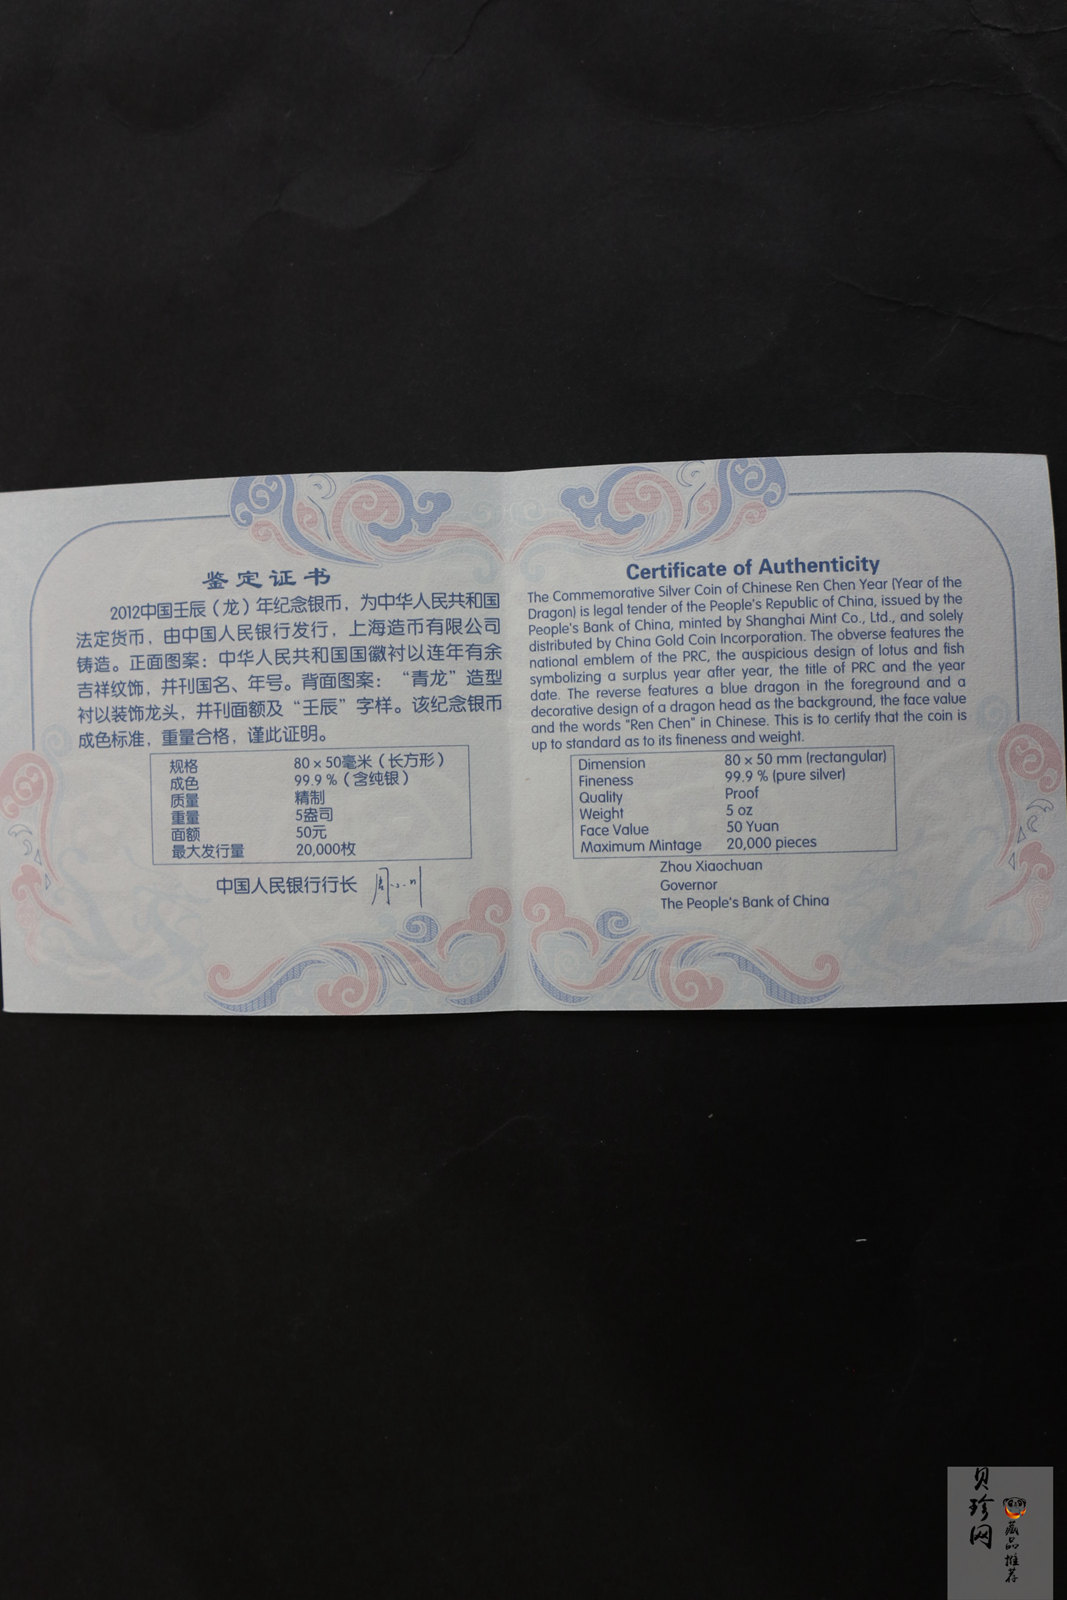 鉴定证书
2012中国壬辰（龙）年纪念银币，为中华人民共和国
法定货币，由中国人民银行发行，上海造币有限公司
铸造。正面图案：中华人民共和国国徽衬以连年有余
吉祥纹饰，并刊国名、年号。背面图案：“青龙”造型
衬以装饰龙头，并刊面额及“壬辰”字样。该纪念银币
成色标准，重量合格，谨此证明。
规格 80×50毫米（长方形）
成色 99.9％（含纯银）
质量 精制
重量 5盎司
面额 50元
最大发行量 20,000枚
中国人民银行行长 周小川
Certificate of Authenticity
The Commemorative Silver Coin of Chinese Ren Chen Year (Year of the
Dragon) is legal tender of the People's Republic of China, issued by the
People's Bank of China, minted by Shanghai Mint Co., Ltd., and solely
distributed by China Gold Coin Incorporation. The obverse features the
national emblem of the PRC, the auspicious design of lotus and fish
symbolizing a surplus year after year, the title of PRC and the year
date. The reverse features a blue dragon in the foreground and a
decorative design of a dragon head as the background, the face value
and the words "Ren Chen" in Chinese. This is to certify that the coin is
up to standard as to its fineness and weight.
Dimension 80×50 mm (rectangular)
Fineness 99.9 % (pure silver)
Quality Proof
Weight 5 oz
Face Value 50 Yuan
Maximum Mintage 20,000 pieces
Zhou Xiaochuan
Governor
The People's Bank of China
贝珍网
藏品推荐